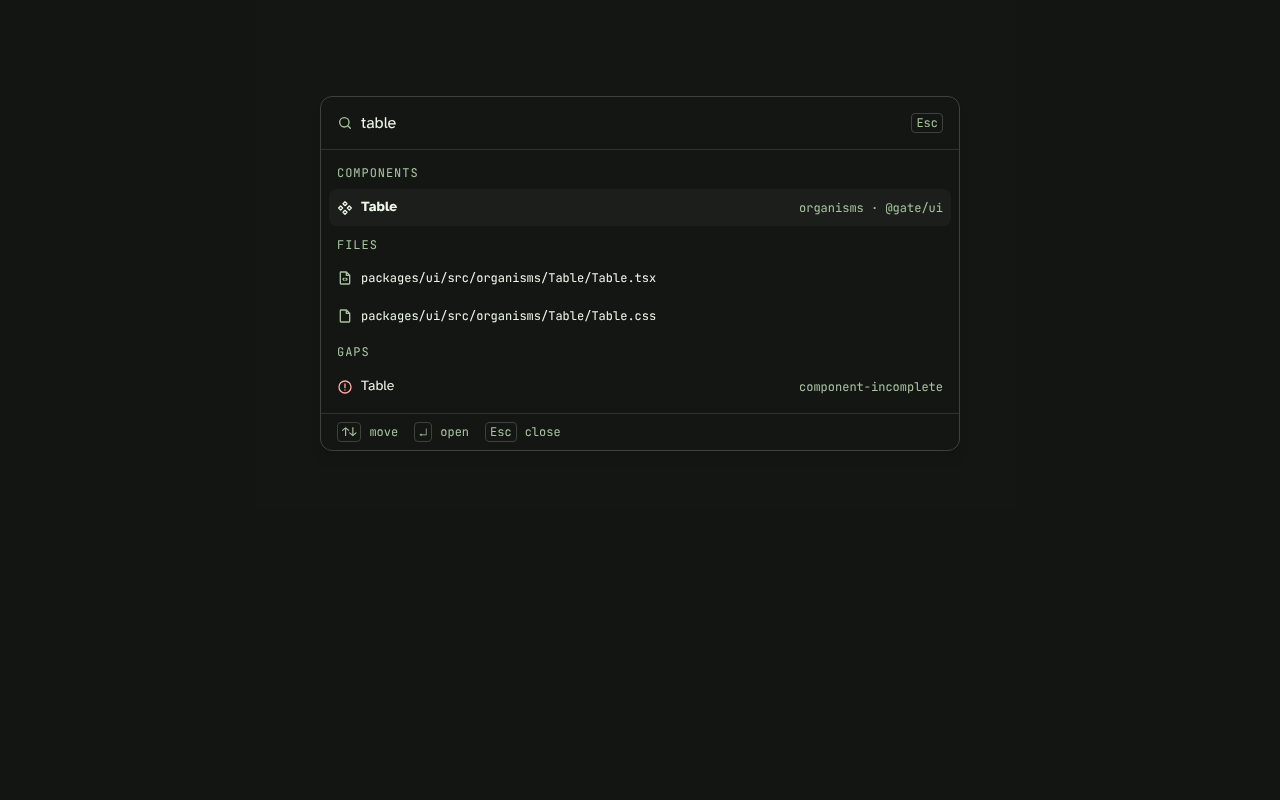 table Esc
COMPONENTS
Table organisms · @gate/ui
FILES
packages/ui/src/organisms/Table/Table.tsx
packages/ui/src/organisms/Table/Table.css
GAPS
Table component-incomplete
↑↓ move ↵ open Esc close